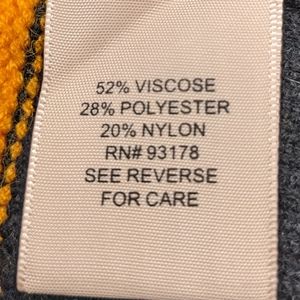 52% VISCOSE
28% POLYESTER
20% NYLON
RN# 93178
SEE REVERSE
FOR CARE